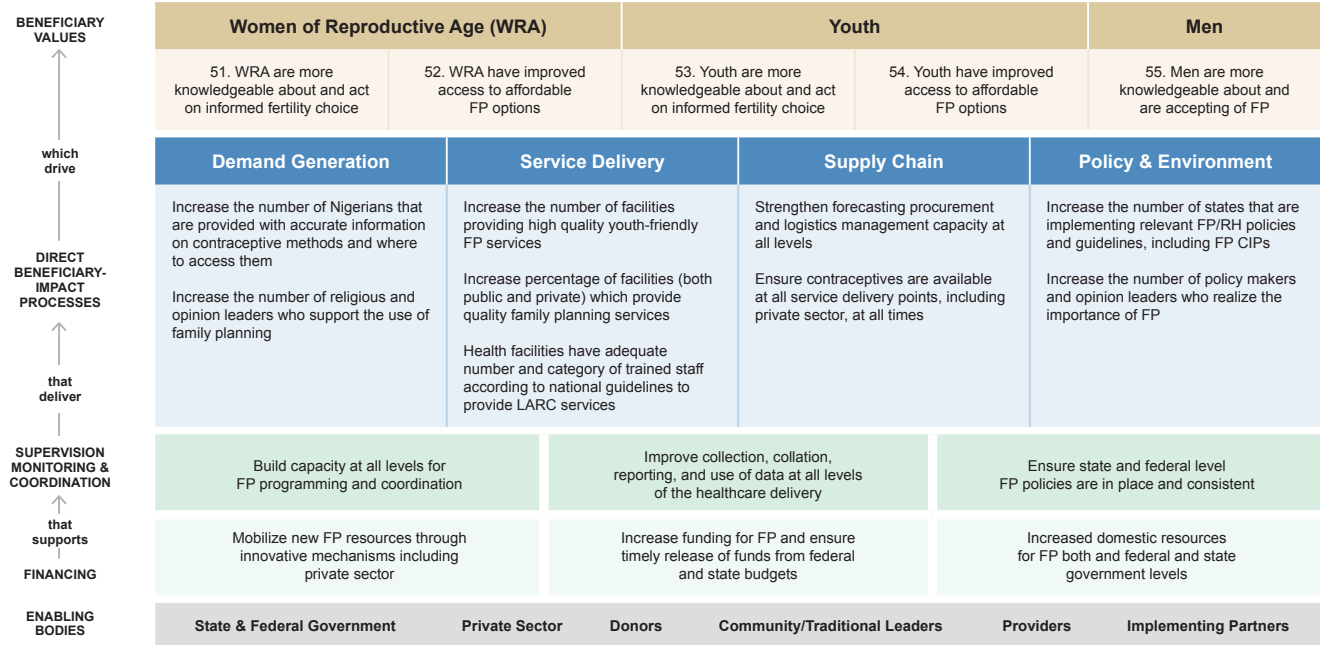 BENEFICIARY
VALUES
Women of Reproductive Age (WRA)
Youth
Men
51. WRA are more
knowledgeable about and act
on informed fertility choice
52. WRA have improved
access to affordable
FP options
53. Youth are more
knowledgeable about and act
on informed fertility choice
54. Youth have improved
access to affordable
FP options
55. Men are more
knowledgeable about and
are accepting of FP
which
drive
DIRECT
BENEFICIARY-
IMPACT
PROCESSES
Demand Generation
Increase the number of Nigerians that
are provided with accurate information
on contraceptive methods and where
to access them
Increase the number of religious and
opinion leaders who support the use of
family planning
Service Delivery
Increase the number of facilities
providing high quality youth-friendly
FP services
Increase percentage of facilities (both
public and private) which provide
quality family planning services
Health facilities have adequate
number and category of trained staff
according to national guidelines to
provide LARC services
Supply Chain
Strengthen forecasting procurement
and logistics management capacity at
all levels
Ensure contraceptives are available
at all service delivery points, including
private sector, at all times
Policy & Environment
Increase the number of states that are
implementing relevant FP/RH policies
and guidelines, including FP CIPs
Increase the number of policy makers
and opinion leaders who realize the
importance of FP
that
deliver
SUPERVISION
MONITORING &
COORDINATION
Build capacity at all levels for
FP programming and coordination
Improve collection, collation,
reporting, and use of data at all levels
of the healthcare delivery
Ensure state and federal level
FP policies are in place and consistent
that
supports
FINANCING
Mobilize new FP resources through
innovative mechanisms including
private sector
Increase funding for FP and ensure
timely release of funds from federal
and state budgets
Increased domestic resources
for FP both and federal and state
government levels
ENABLING
BODIES
State & Federal Government
Private Sector
Donors
Community/Traditional Leaders
Providers
Implementing Partners